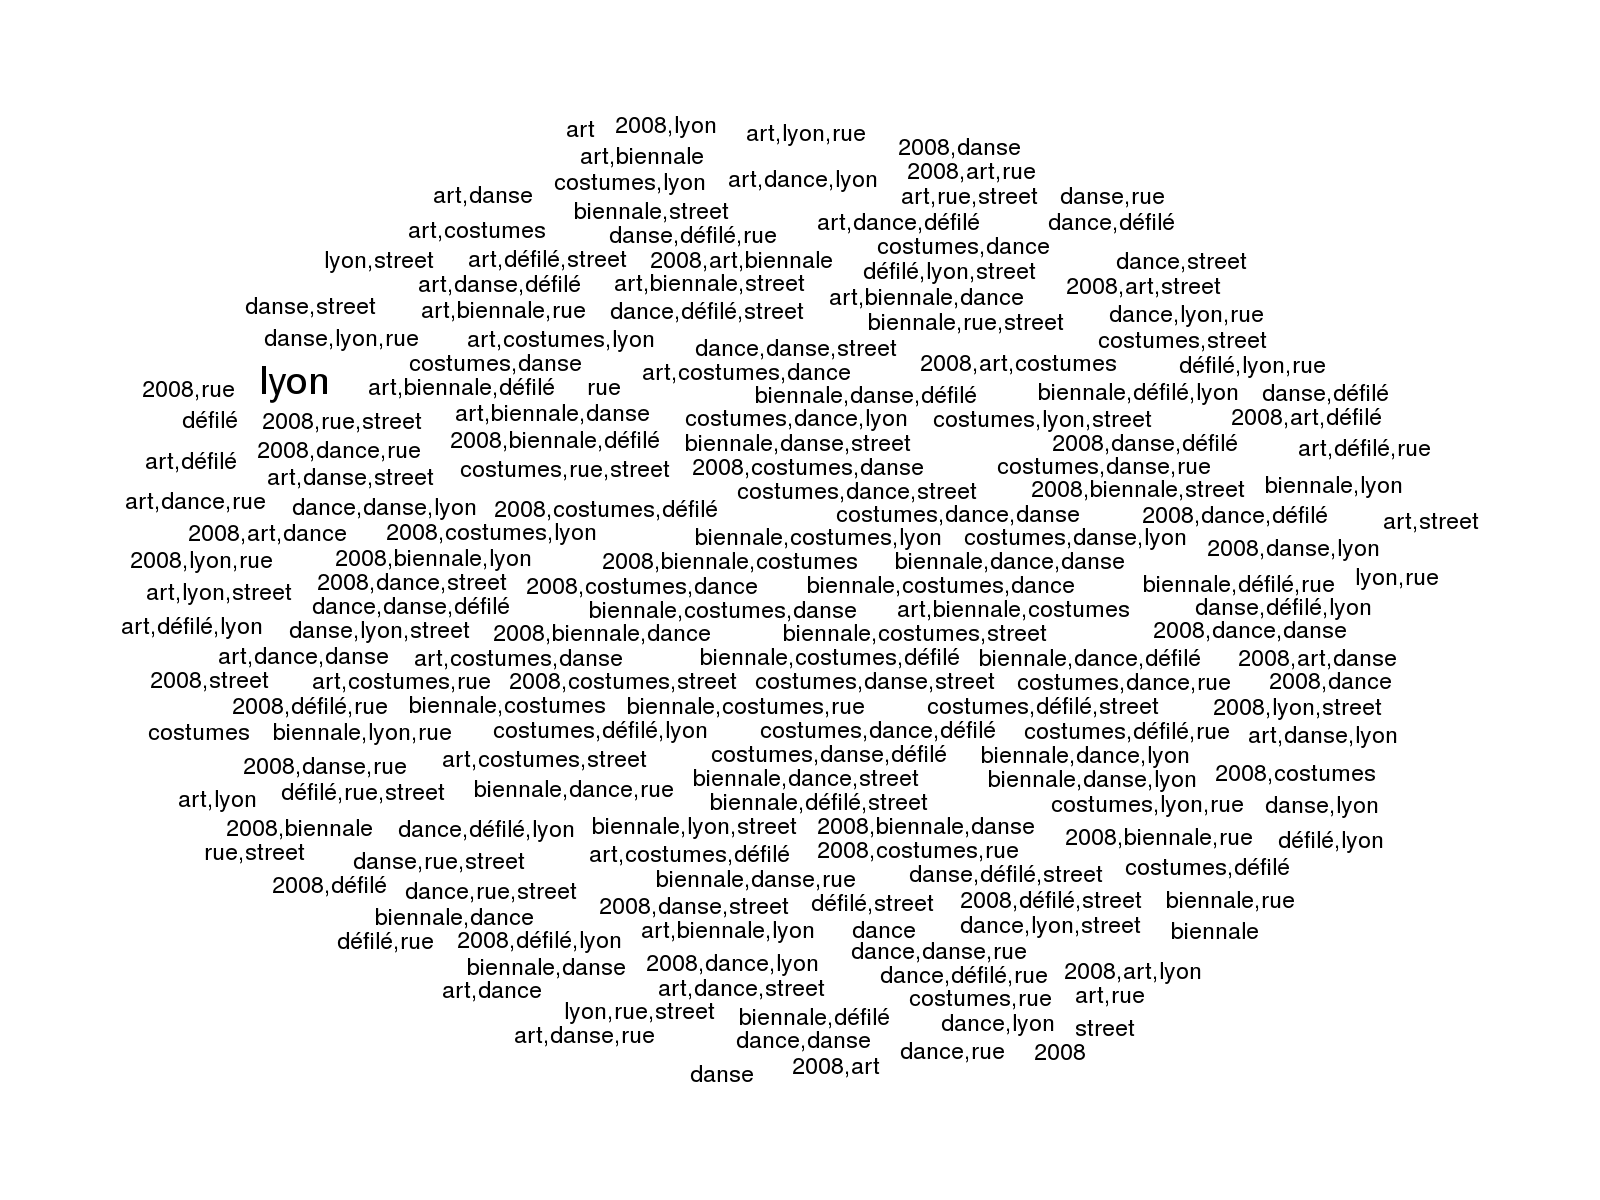 art 2008,lyon art,lyon,rue
2008,danse
art,biennale
2008,art,rue
costumes,lyon art,dance,lyon
art,danse art,rue,street danse,rue
biennale,street
art,dance,défilé dance,défilé
art,costumes danse,défilé,rue
costumes,dance
lyon,street art,défilé,street 2008,art,biennale dance,street
défilé,lyon,street
art,danse,défilé art,biennale,street 2008,art,street
art,biennale,dance
danse,street art,biennale,rue dance,défilé,street dance,lyon,rue
biennale,rue,street
danse,lyon,rue art,costumes,lyon costumes,street
dance,danse,street
costumes,danse 2008,art,costumes défilé,lyon,rue
art,costumes,dance
2008,rue lyon art,biennale,défilé rue
biennale,danse,défilé biennale,défilé,lyon danse,défilé
défilé 2008,rue,street art,biennale,danse costumes,dance,lyon costumes,lyon,street 2008,art,défilé
2008,dance,rue 2008,biennale,défilé biennale,danse,street 2008,danse,défilé art,défilé,rue
art,défilé art,danse,street costumes,rue,street 2008,costumes,danse costumes,danse,rue
costumes,dance,street 2008,biennale,street biennale,lyon
art,dance,rue dance,danse,lyon 2008,costumes,défilé costumes,dance,danse 2008,dance,défilé art,street
2008,art,dance 2008,costumes,lyon biennale,costumes,lyon costumes,danse,lyon
2008,danse,lyon
2008,lyon,rue 2008,biennale,lyon 2008,biennale,costumes biennale,dance,danse
lyon,rue
art,lyon,street 2008,dance,street 2008,costumes,dance biennale,costumes,dance biennale,défilé,rue
dance,danse,défilé biennale,costumes,danse art,biennale,costumes danse,défilé,lyon
art,défilé,lyon danse,lyon,street 2008,biennale,dance biennale,costumes,street 2008,dance,danse
art,dance,danse art,costumes,danse biennale,costumes,défilé biennale,dance,défilé 2008,art,danse
2008,street art,costumes,rue 2008,costumes,street costumes,danse,street costumes,dance,rue 2008,dance
2008,défilé,rue biennale,costumes biennale,costumes,rue costumes,défilé,street 2008,lyon,street
costumes biennale,lyon,rue costumes,défilé,lyon costumes,dance,défilé costumes,défilé,rue art,danse,lyon
2008,danse,rue art,costumes,street costumes,danse,défilé biennale,dance,lyon
biennale,dance,street biennale,danse,lyon 2008,costumes
art,lyon défilé,rue,street biennale,dance,rue
biennale,défilé,street costumes,lyon,rue danse,lyon
2008,biennale dance,défilé,lyon biennale,lyon,street 2008,biennale,danse
2008,biennale,rue défilé,lyon
rue,street danse,rue,street art,costumes,défilé 2008,costumes,rue
costumes,défilé
2008,défilé dance,rue,street biennale,danse,rue danse,défilé,street
2008,danse,street défilé,street 2008,défilé,street biennale,rue
biennale,dance
art,biennale,lyon dance dance,lyon,street biennale
défilé,rue 2008,défilé,lyon
dance,danse,rue
biennale,danse 2008,dance,lyon
dance,défilé,rue 2008,art,lyon
art,dance art,dance,street
costumes,rue art,rue
lyon,rue,street biennale,défilé
dance,lyon street
art,danse,rue dance,danse
dance,rue 2008
danse 2008,art